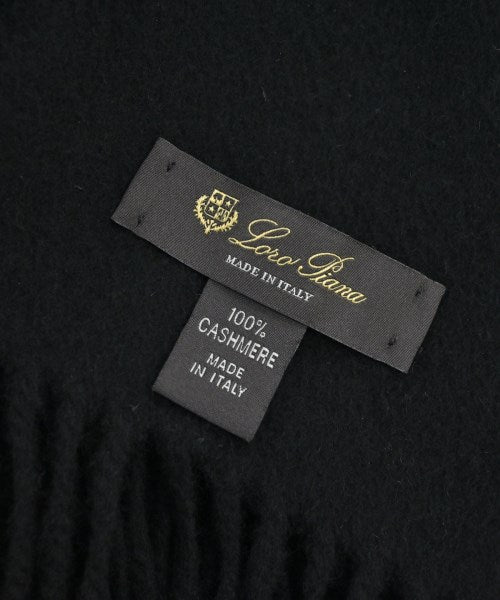 Loro Piana
MADE IN ITALY
100%
CASHMERE
MADE
IN ITALY